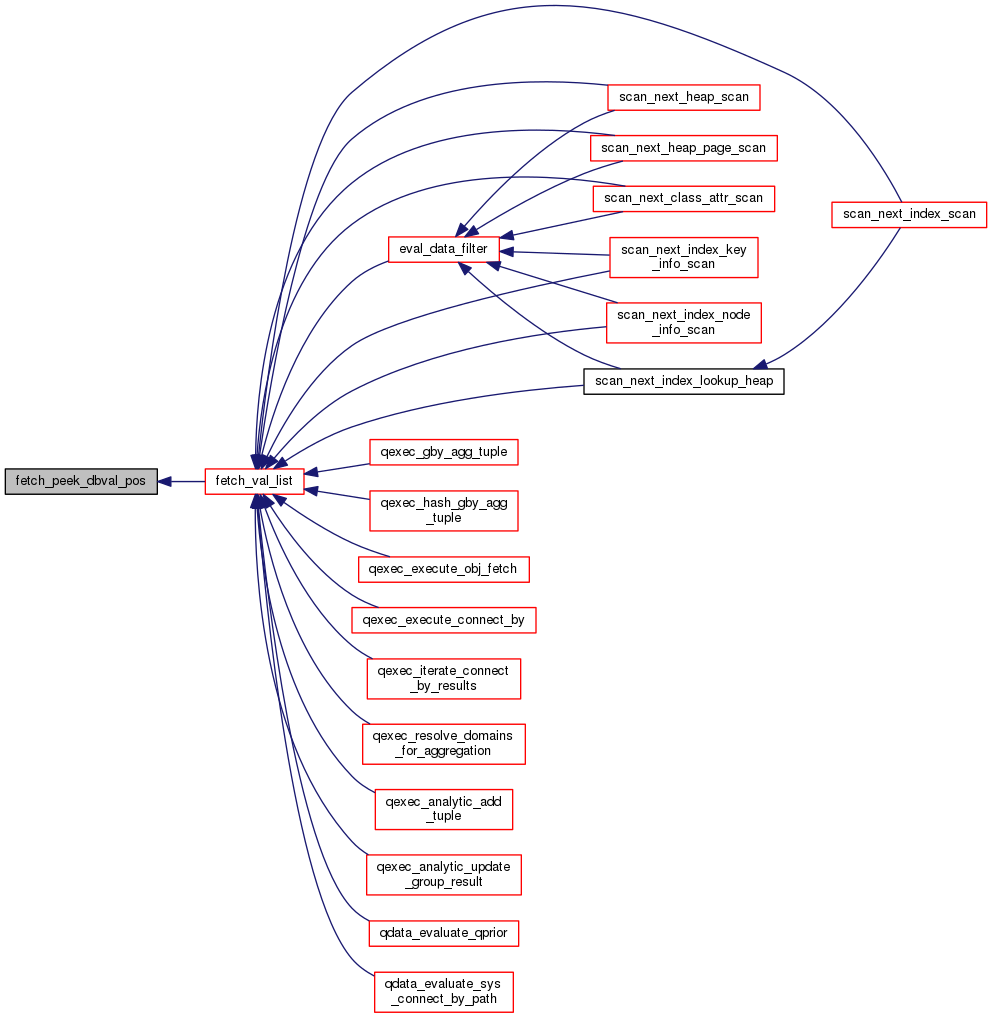 scan_next_heap_scan
scan_next_heap_page_scan
scan_next_class_attr_scan
scan_next_index_scan
eval_data_filter
scan_next_index_key
_info_scan
scan_next_index_node
_info_scan
scan_next_index_lookup_heap
qexec_gby_agg_tuple
fetch_peek_dbval_pos
fetch_val_list
qexec_hash_gby_agg
_tuple
qexec_execute_obj_fetch
qexec_execute_connect_by
qexec_iterate_connect
_by_results
qexec_resolve_domains
_for_aggregation
qexec_analytic_add
_tuple
qexec_analytic_update
_group_result
qdata_evaluate_qprior
qdata_evaluate_sys
_connect_by_path